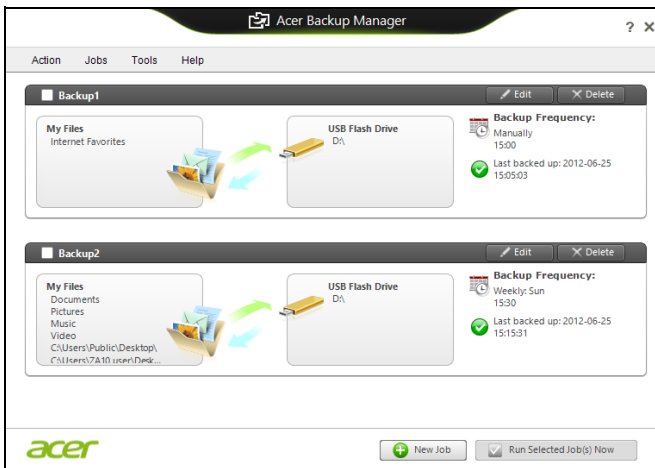 Acer Backup Manager
? X
Action Jobs Tools Help
Backup1 Edit Delete
My Files
Internet Favorites
USB Flash Drive
D:\
Backup Frequency:
Manually
15:00
Last backed up: 2012-06-25
15:05:03
Backup2 Edit Delete
My Files
Documents
Pictures
Music
Video
C:\Users\Public\Desktop\
C:\Users\ZA10 user\Desk...
USB Flash Drive
D:\
Backup Frequency:
Weekly: Sun
15:30
Last backed up: 2012-06-25
15:15:31
acer
New Job
Run Selected Job(s) Now